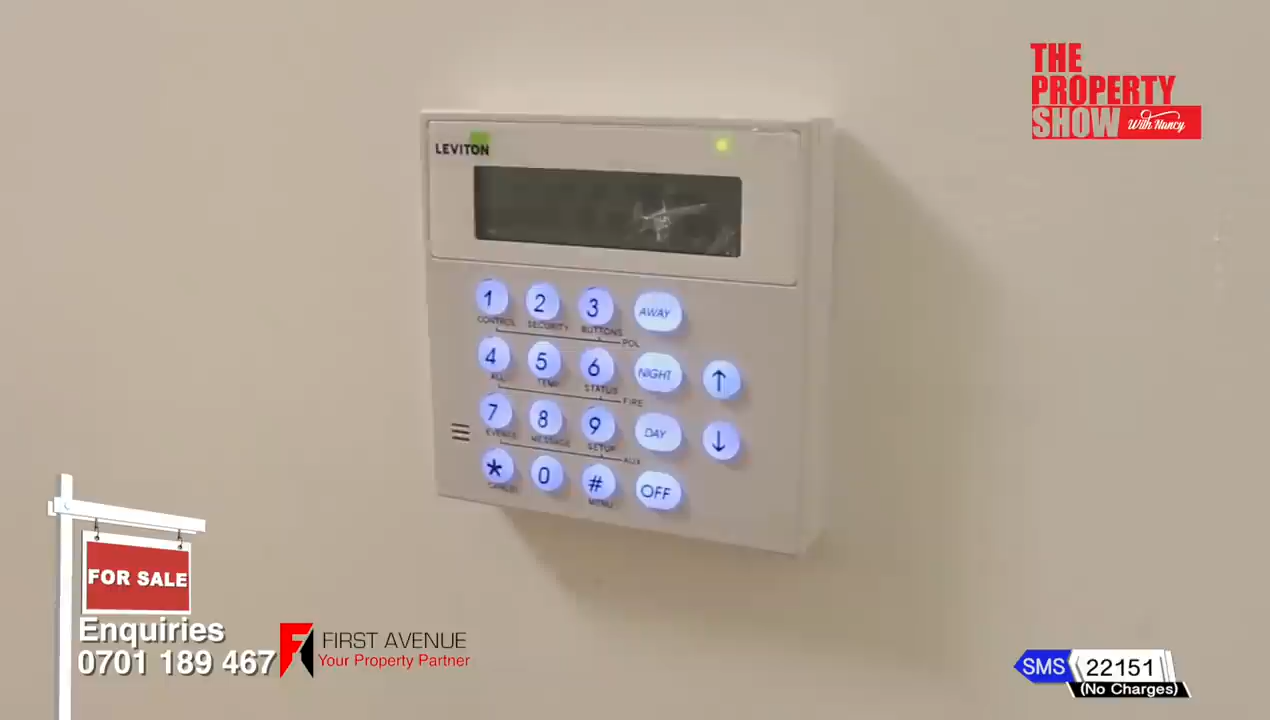 THE
PROPERTY
SHOW With Nancy
LEVITON
1 2 3 AWAY
CONTROL SECURITY BUTTONS
POL
4 5 6 NIGHT ↑
ALL TEMP STATUS
FIRE
7 8 9 DAY ↓
EVENTS MESSAGE SETUP
AUX
* 0 # OFF
CANCEL MENU
FOR SALE
Enquiries
0701 189 467
FIRST AVENUE
Your Property Partner
SMS 22151
(No Charges)